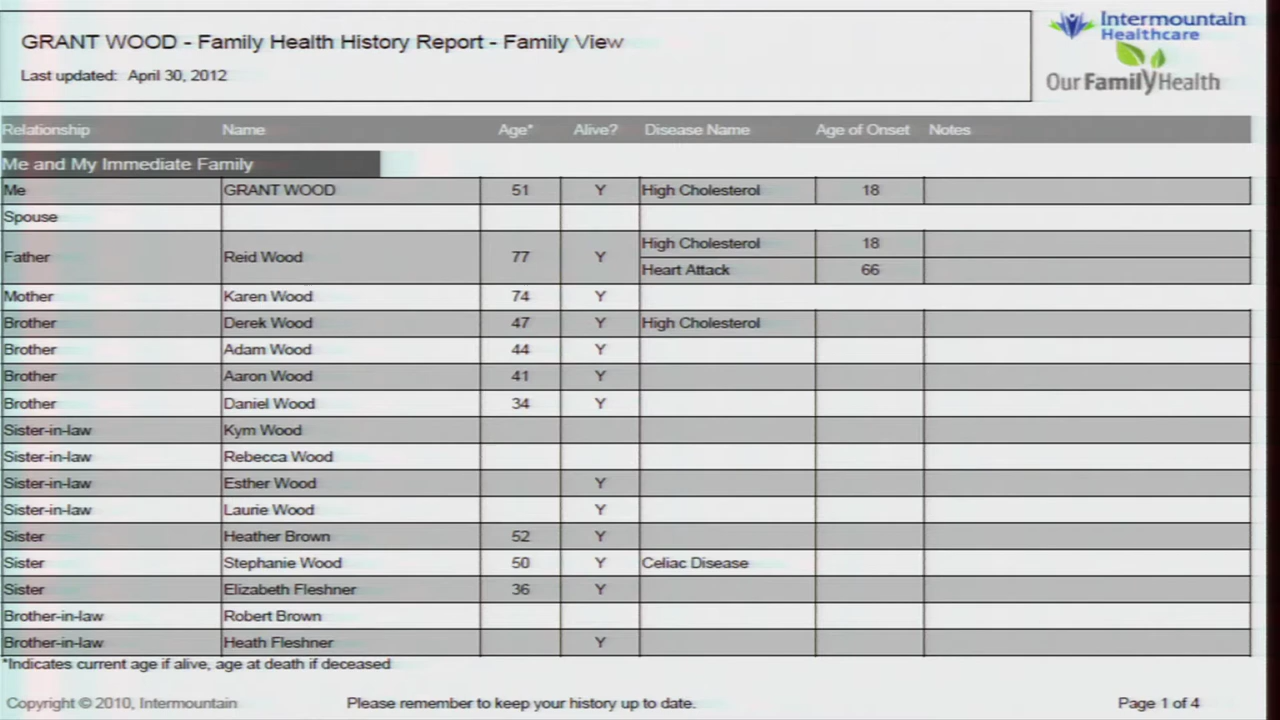 GRANT WOOD - Family Health History Report - Family View
Last updated: April 30, 2012
Intermountain
Healthcare
Our Family Health
Relationship Name Age* Alive? Disease Name Age of Onset Notes
Me and My Immediate Family
Me GRANT WOOD 51 Y High Cholesterol 18
Spouse
Father Reid Wood 77 Y High Cholesterol 18
Heart Attack 66
Mother Karen Wood 74 Y
Brother Derek Wood 47 Y High Cholesterol
Brother Adam Wood 44 Y
Brother Aaron Wood 41 Y
Brother Daniel Wood 34 Y
Sister-in-law Kym Wood
Sister-in-law Rebecca Wood
Sister-in-law Esther Wood Y
Sister-in-law Laurie Wood Y
Sister Heather Brown 52 Y
Sister Stephanie Wood 50 Y Celiac Disease
Sister Elizabeth Fleshner 36 Y
Brother-in-law Robert Brown
Brother-in-law Heath Fleshner Y
*Indicates current age if alive, age at death if deceased
Copyright © 2010, Intermountain Please remember to keep your history up to date. Page 1 of 4